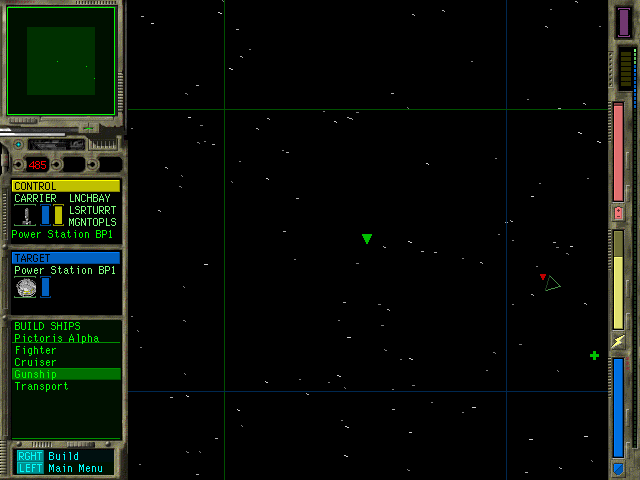 485
CONTROL
CARRIER LNCHBAY
LSRTURRT
MGNTOPLS
Power Station BP1
TARGET
Power Station BP1
BUILD SHIPS
Pictoris Alpha
Fighter
Cruiser
Gunship
Transport
RGHT Build
LEFT Main Menu